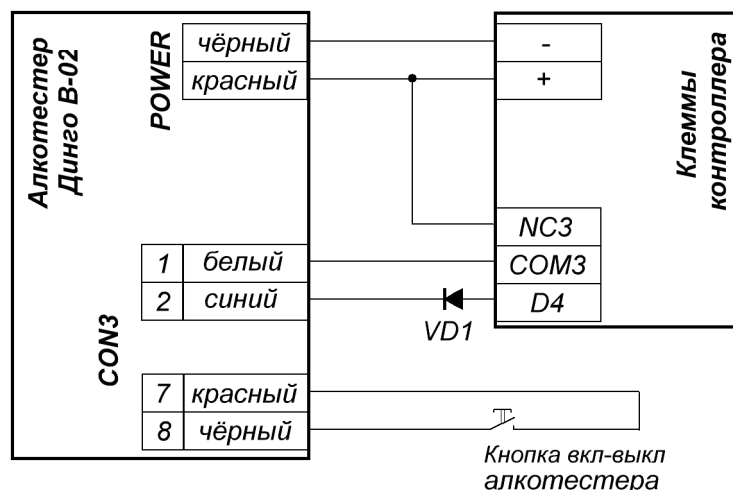 Алкотестер
Динго В-02
POWER
чёрный
красный
-
+
Клеммы
контроллера
NC3
COM3
D4
CON3
1 белый
2 синий
VD1
7 красный
8 чёрный
Кнопка вкл-выкл
алкотестера